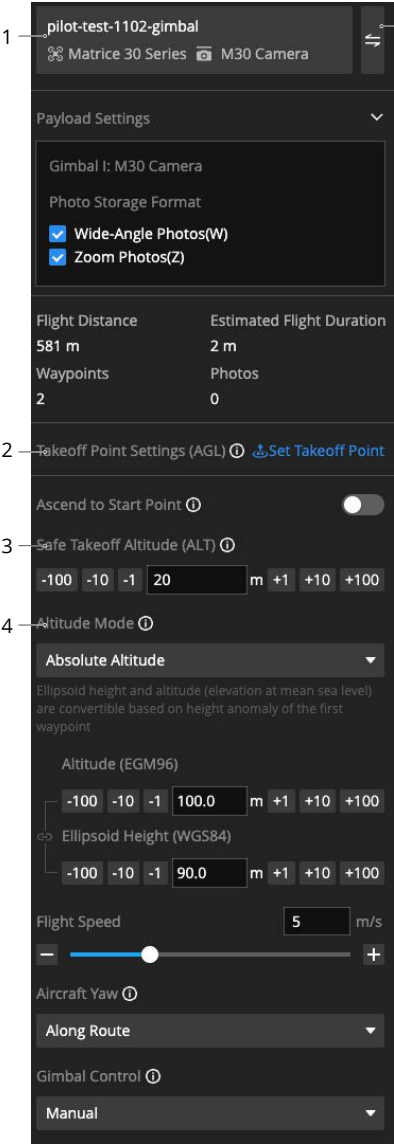 pilot-test-1102-gimbal
1
Matrice 30 Series M30 Camera
Payload Settings
Gimbal I: M30 Camera
Photo Storage Format
Wide-Angle Photos(W)
Zoom Photos(Z)
Flight Distance Estimated Flight Duration
581 m 2 m
Waypoints Photos
2 0
2 Takeoff Point Settings (AGL) Set Takeoff Point
Ascend to Start Point
3 Safe Takeoff Altitude (ALT)
-100 -10 -1 20 m +1 +10 +100
4 Altitude Mode
Absolute Altitude
Ellipsoid height and altitude (elevation at mean sea level)
are convertible based on height anomaly of the first
waypoint
Altitude (EGM96)
-100 -10 -1 100.0 m +1 +10 +100
Ellipsoid Height (WGS84)
-100 -10 -1 90.0 m +1 +10 +100
Flight Speed 5 m/s
Aircraft Yaw
Along Route
Gimbal Control
Manual